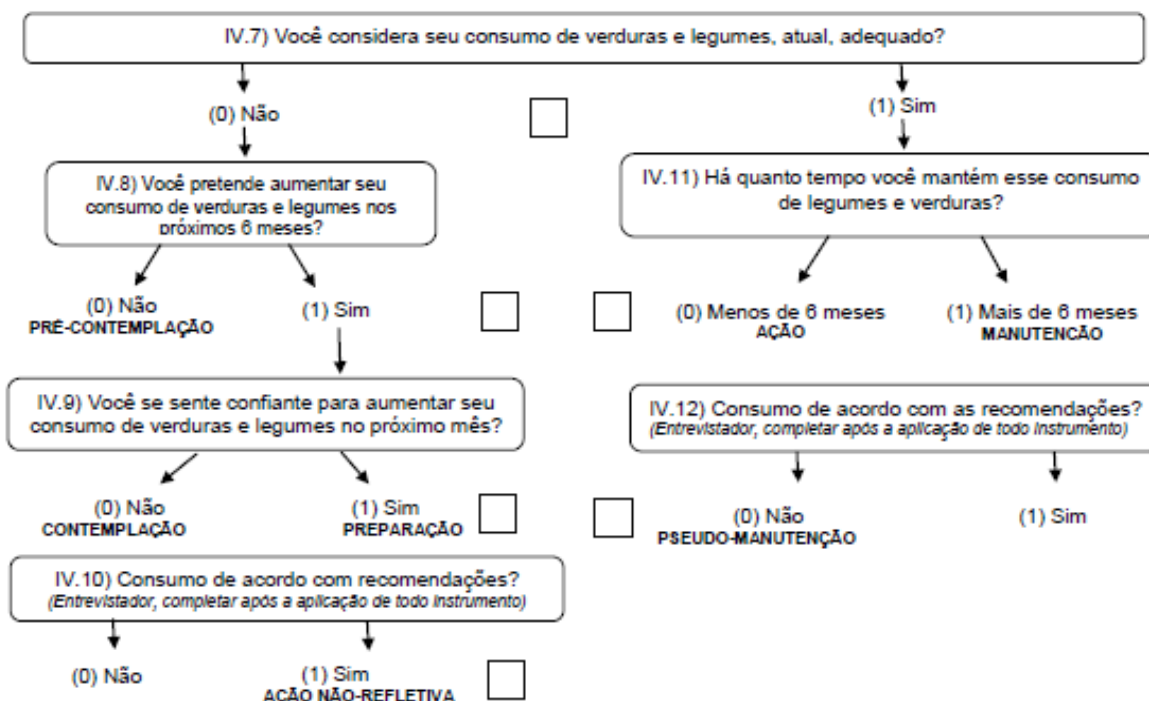 IV.7) Você considera seu consumo de verduras e legumes, atual, adequado?
(0) Não
(1) Sim
IV.8) Você pretende aumentar seu
consumo de verduras e legumes nos
próximos 6 meses?
(0) Não
PRÉ-CONTEMPLAÇÃO
(1) Sim
IV.9) Você se sente confiante para aumentar seu
consumo de verduras e legumes no próximo mês?
(0) Não
CONTEMPLAÇÃO
(1) Sim
PREPARAÇÃO
IV.10) Consumo de acordo com recomendações?
(Entrevistador, completar após a aplicação de todo instrumento)
(0) Não
(1) Sim
AÇÃO NÃO-REFLETIVA
IV.11) Há quanto tempo você mantém esse consumo
de legumes e verduras?
(0) Menos de 6 meses
AÇÃO
(1) Mais de 6 meses
MANUTENCÃO
IV.12) Consumo de acordo com as recomendações?
(Entrevistador, completar após a aplicação de todo instrumento)
(0) Não
PSEUDO-MANUTENÇÃO
(1) Sim